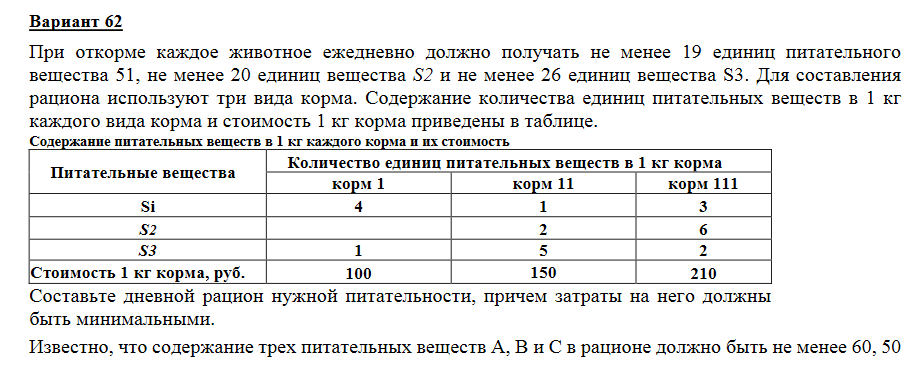 Вариант 62
При откорме каждое животное ежедневно должно получать не менее 19 единиц питательного
вещества 51, не менее 20 единиц вещества S2 и не менее 26 единиц вещества S3. Для составления
рациона используют три вида корма. Содержание количества единиц питательных веществ в 1 кг
каждого вида корма и стоимость 1 кг корма приведены в таблице.
Содержание питательных веществ в 1 кг каждого корма и их стоимость
Питательные вещества
Количество единиц питательных веществ в 1 кг корма
корм 1 корм 11 корм 111
Si 4 1 3
S2 2 6
S3 1 5 2
Стоимость 1 кг корма, руб. 100 150 210
Составьте дневной рацион нужной питательности, причем затраты на него должны
быть минимальными.
Известно, что содержание трех питательных веществ А, В и С в рационе должно быть не менее 60, 50